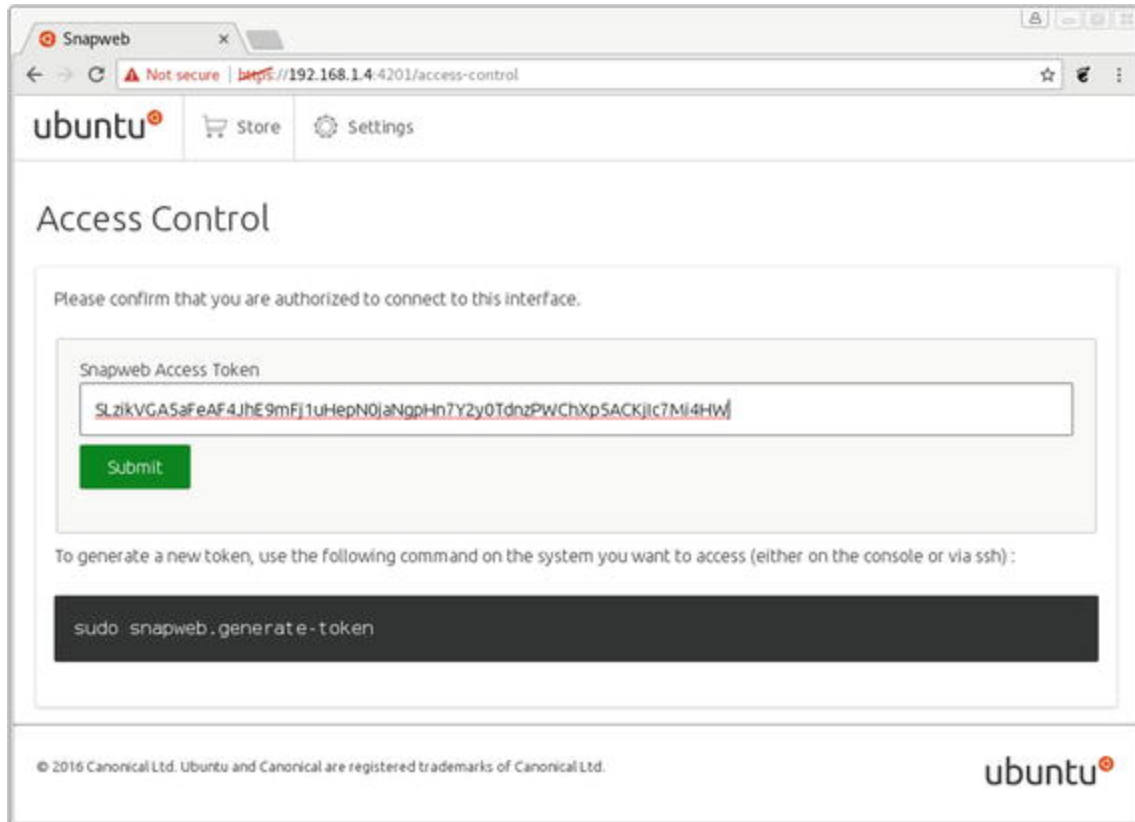 Snapweb
Not secure | https://192.168.1.4:4201/access-control
ubuntu Store Settings
Access Control
Please confirm that you are authorized to connect to this interface.
Snapweb Access Token
SLzikVGA5aFeAF4JhE9mFj1uHepN0jaNgpHn7Y2y0TdnzPWChXp5ACKjIc7Mi4HW
Submit
To generate a new token, use the following command on the system you want to access (either on the console or via ssh) :
sudo snapweb.generate-token
© 2016 Canonical Ltd. Ubuntu and Canonical are registered trademarks of Canonical Ltd.
ubuntu